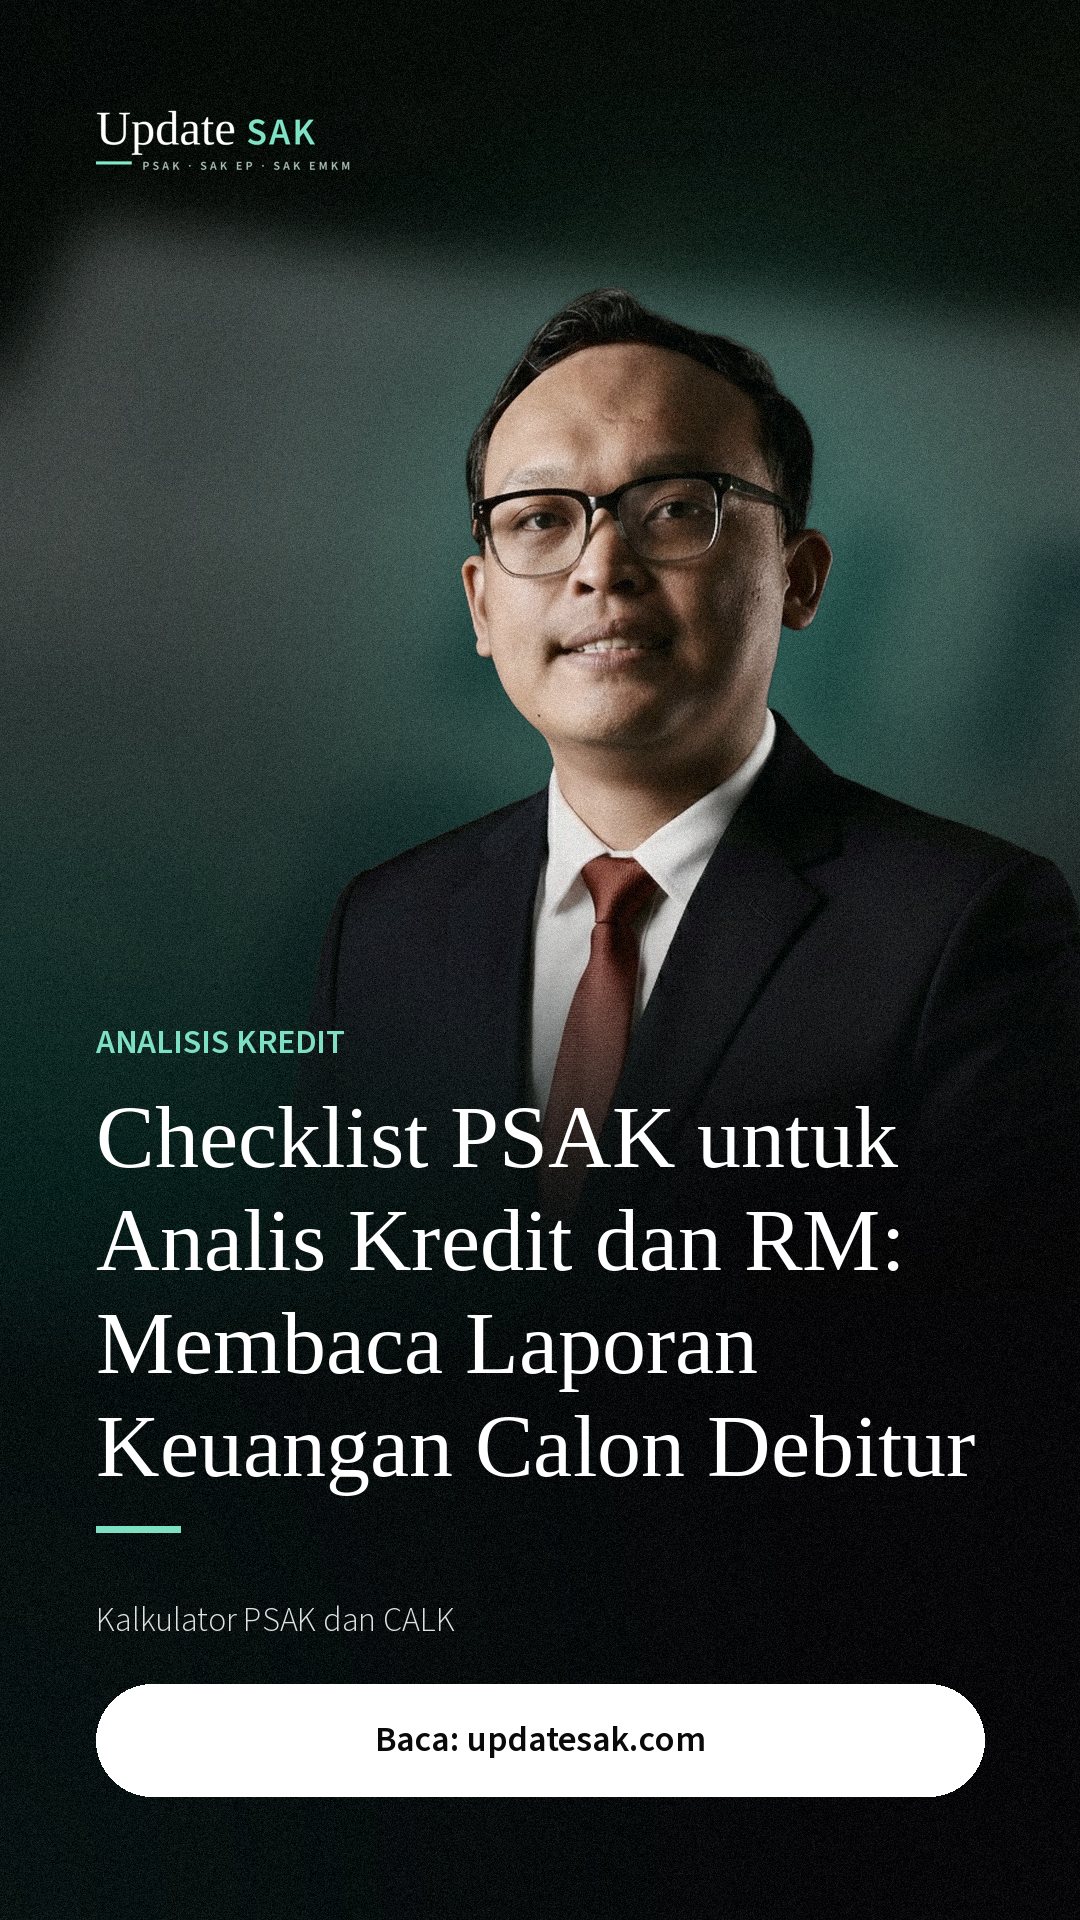 Update SAK
PSAK · SAK EP · SAK EMKM
ANALISIS KREDIT
Checklist PSAK untuk
Analis Kredit dan RM:
Membaca Laporan
Keuangan Calon Debitur
Kalkulator PSAK dan CALK
Baca: updatesak.com